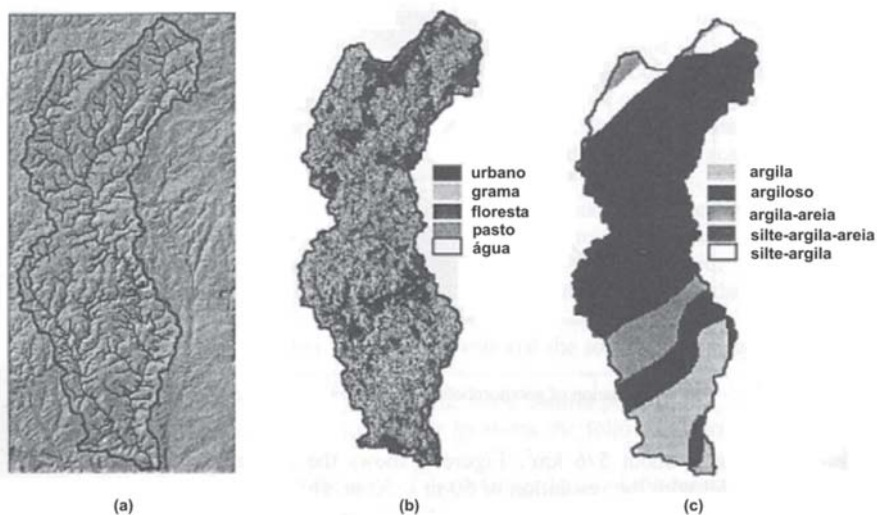 urbano
grama
floresta
pasto
água
argila
argiloso
argila-areia
silte-argila-areia
silte-argila
(a)
(b)
(c)